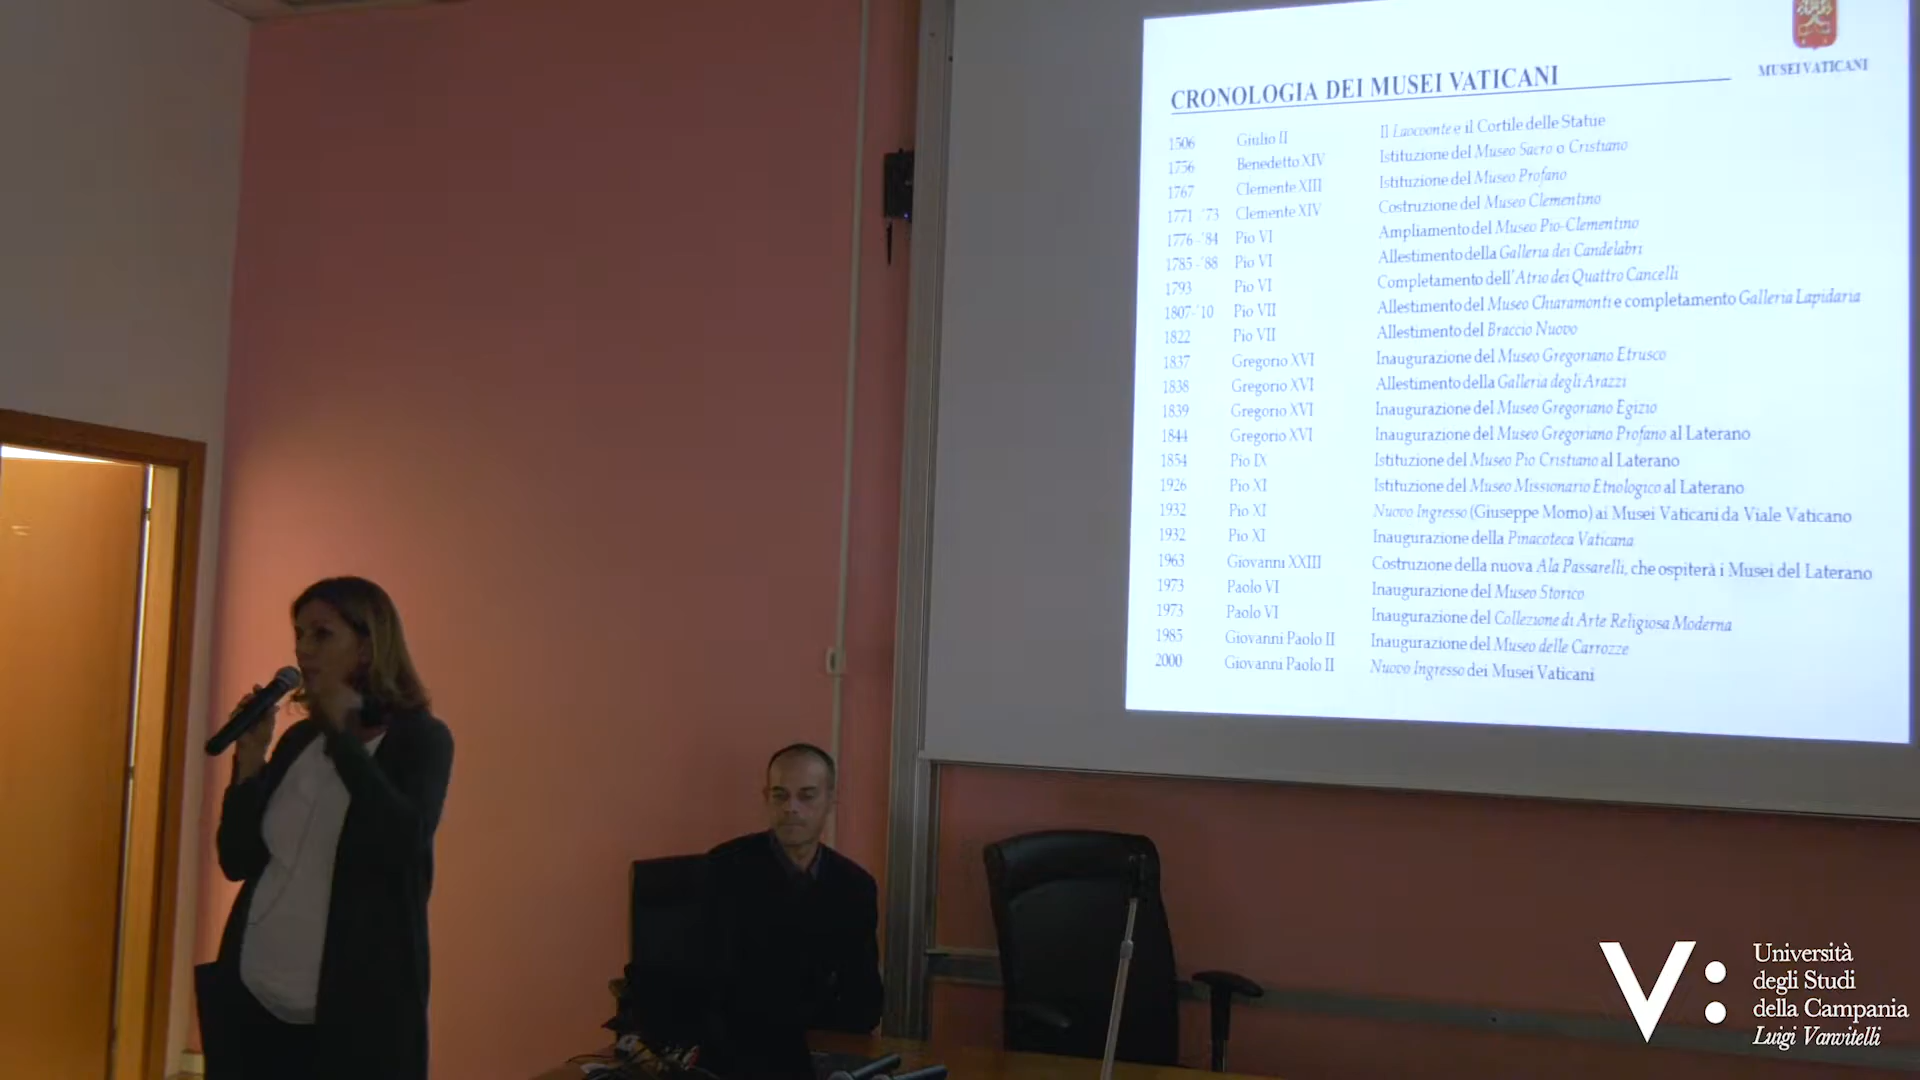 MUSEI VATICANI
CRONOLOGIA DEI MUSEI VATICANI
1506 Giulio II Il Laocoonte e il Cortile delle Statue
1756 Benedetto XIV Istituzione del Museo Sacro o Cristiano
1767 Clemente XIII Istituzione del Museo Profano
1771 -'73 Clemente XIV Costruzione del Museo Clementino
1776 -'84 Pio VI Ampliamento del Museo Pio-Clementino
1785 -'88 Pio VI Allestimento della Galleria dei Candelabri
1793 Pio VI Completamento dell'Atrio dei Quattro Cancelli
1807-'10 Pio VII Allestimento del Museo Chiaramonti e completamento Galleria Lapidaria
1822 Pio VII Allestimento del Braccio Nuovo
1837 Gregorio XVI Inaugurazione del Museo Gregoriano Etrusco
1838 Gregorio XVI Allestimento della Galleria degli Arazzi
1839 Gregorio XVI Inaugurazione del Museo Gregoriano Egizio
1844 Gregorio XVI Inaugurazione del Museo Gregoriano Profano al Laterano
1854 Pio IX Istituzione del Museo Pio Cristiano al Laterano
1926 Pio XI Istituzione del Museo Missionario Etnologico al Laterano
1932 Pio XI Nuovo Ingresso (Giuseppe Momo) ai Musei Vaticani da Viale Vaticano
1932 Pio XI Inaugurazione della Pinacoteca Vaticana
1963 Giovanni XXIII Costruzione della nuova Ala Passarelli, che ospiterà i Musei del Laterano
1973 Paolo VI Inaugurazione del Museo Storico
1973 Paolo VI Inaugurazione del Collezione di Arte Religiosa Moderna
1985 Giovanni Paolo II Inaugurazione del Museo delle Carrozze
2000 Giovanni Paolo II Nuovo Ingresso dei Musei Vaticani
V:
Università
degli Studi
della Campania
Luigi Vanvitelli